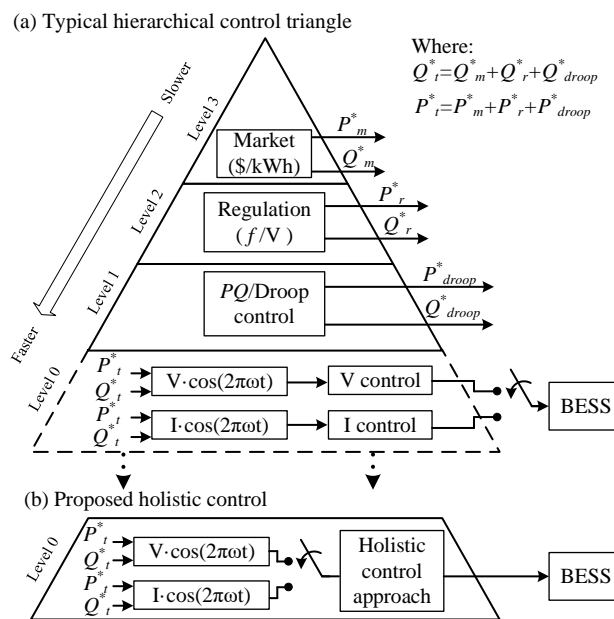 (a) Typical hierarchical control triangle
Where:
Q*t=Q*m+Q*r+Q*droop
P*t=P*m+P*r+P*droop
Slower
Faster
Level 3
Market
($/kWh)
P*m
Q*m
Level 2
Regulation
(f/V)
P*r
Q*r
Level 1
PQ/Droop
control
P*droop
Q*droop
Level 0
P*t
Q*t
V·cos(2πωt)
V control
P*t
Q*t
I·cos(2πωt)
I control
BESS
(b) Proposed holistic control
Level 0
P*t
Q*t
V·cos(2πωt)
P*t
Q*t
I·cos(2πωt)
Holistic
control
approach
BESS